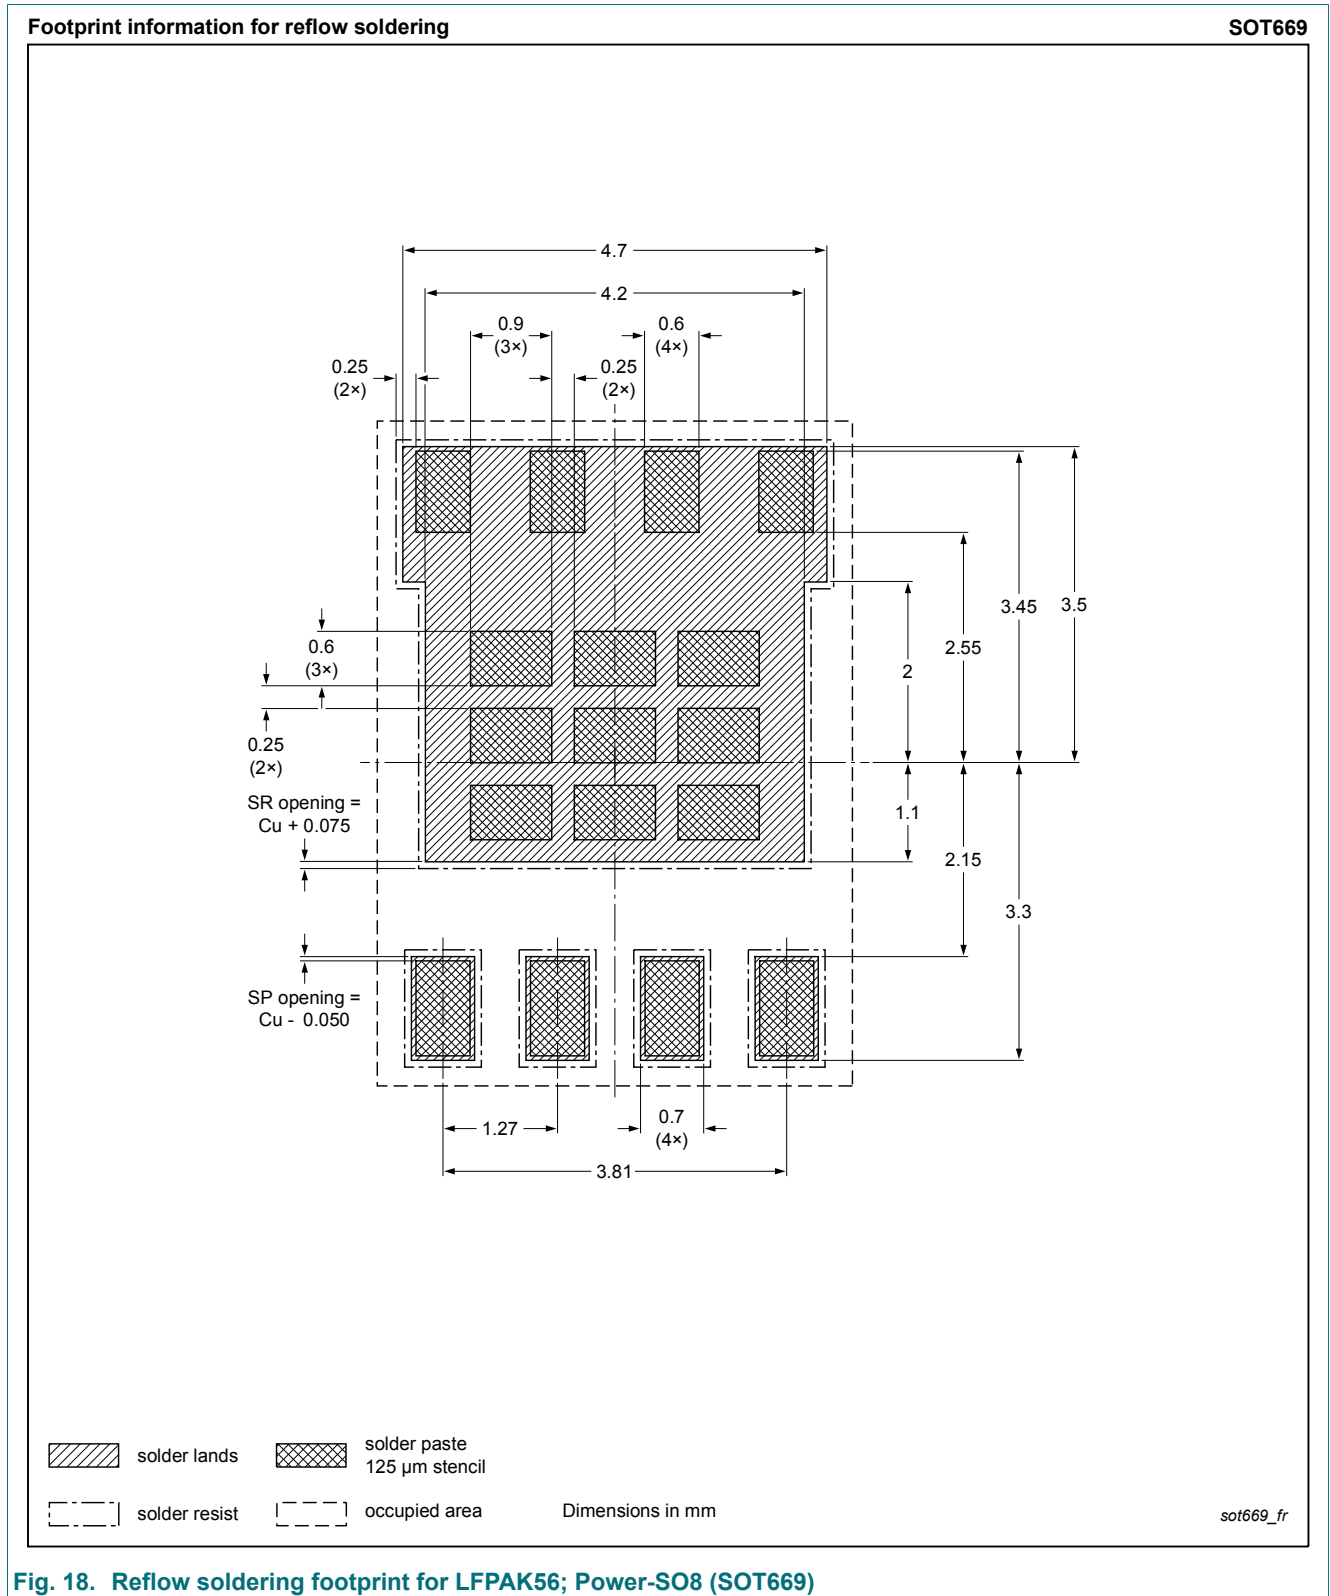 Footprint information for reflow soldering SOT669
4.7
4.2
0.9
(3×)
0.6
(4×)
0.25
(2×)
0.25
(2×)
3.45
3.5
2.55
2
0.6
(3×)
0.25
(2×)
SR opening =
Cu + 0.075
1.1
2.15
3.3
SP opening =
Cu - 0.050
1.27
0.7
(4×)
3.81
solder lands
solder paste
125 µm stencil
solder resist
occupied area
Dimensions in mm
sot669_fr
Fig. 18. Reflow soldering footprint for LFPAK56; Power-SO8 (SOT669)